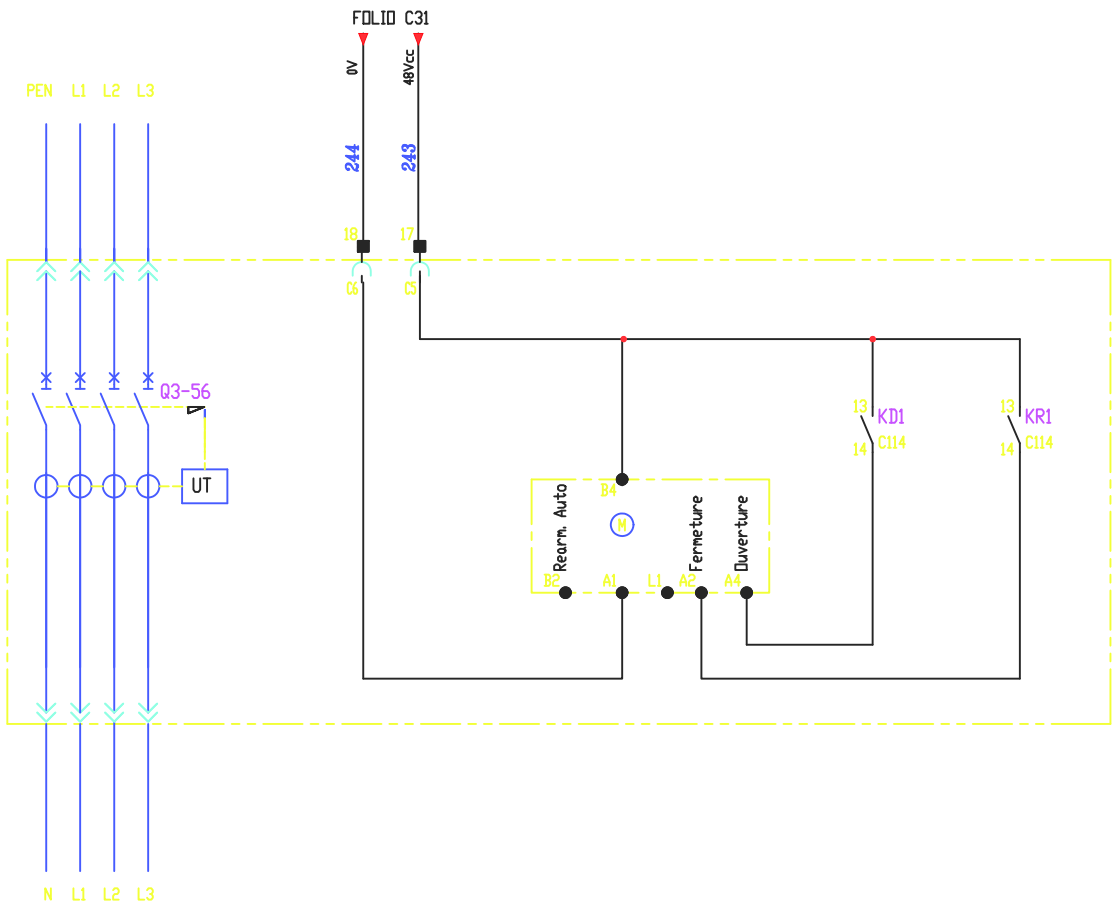 FOLIO C31
0V
48Vcc
PEN L1 L2 L3
244
243
18
17
C6
C5
Q3-56
13
KD1
14
C114
13
KR1
14
C114
UT
B4
Rearm. Auto
M
Fermeture
Ouverture
B2
A1
L1
A2
A4
N L1 L2 L3